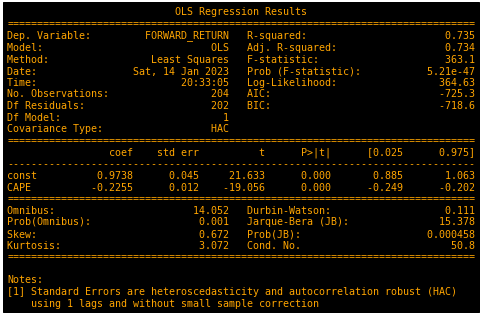 OLS Regression Results
==============================================================================
Dep. Variable:         FORWARD_RETURN   R-squared:                       0.735
Model:                            OLS   Adj. R-squared:                  0.734
Method:                 Least Squares   F-statistic:                     363.1
Date:                Sat, 14 Jan 2023   Prob (F-statistic):           5.21e-47
Time:                        20:33:05   Log-Likelihood:                 364.63
No. Observations:                 204   AIC:                            -725.3
Df Residuals:                     202   BIC:                            -718.6
Df Model:                           1
Covariance Type:                  HAC
==============================================================================
                 coef    std err          t      P>|t|      [0.025      0.975]
------------------------------------------------------------------------------
const          0.9738      0.045     21.633      0.000       0.885       1.063
CAPE          -0.2255      0.012    -19.056      0.000      -0.249      -0.202
==============================================================================
Omnibus:                       14.052   Durbin-Watson:                   0.111
Prob(Omnibus):                  0.001   Jarque-Bera (JB):               15.378
Skew:                           0.672   Prob(JB):                     0.000458
Kurtosis:                       3.072   Cond. No.                         50.8
==============================================================================
Notes:
[1] Standard Errors are heteroscedasticity and autocorrelation robust (HAC)
    using 1 lags and without small sample correction